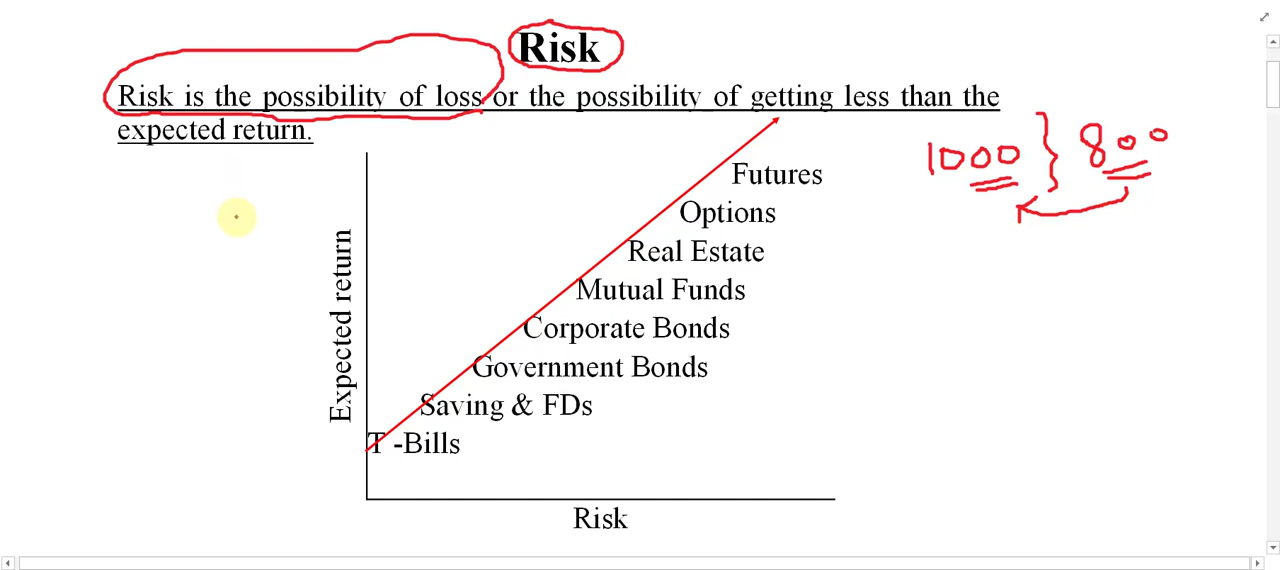 Risk
Risk is the possibility of loss or the possibility of getting less than the
expected return.
1000 } 800
Futures
Options
Real Estate
Mutual Funds
Corporate Bonds
Government Bonds
Saving & FDs
T -Bills
Expected return
Risk